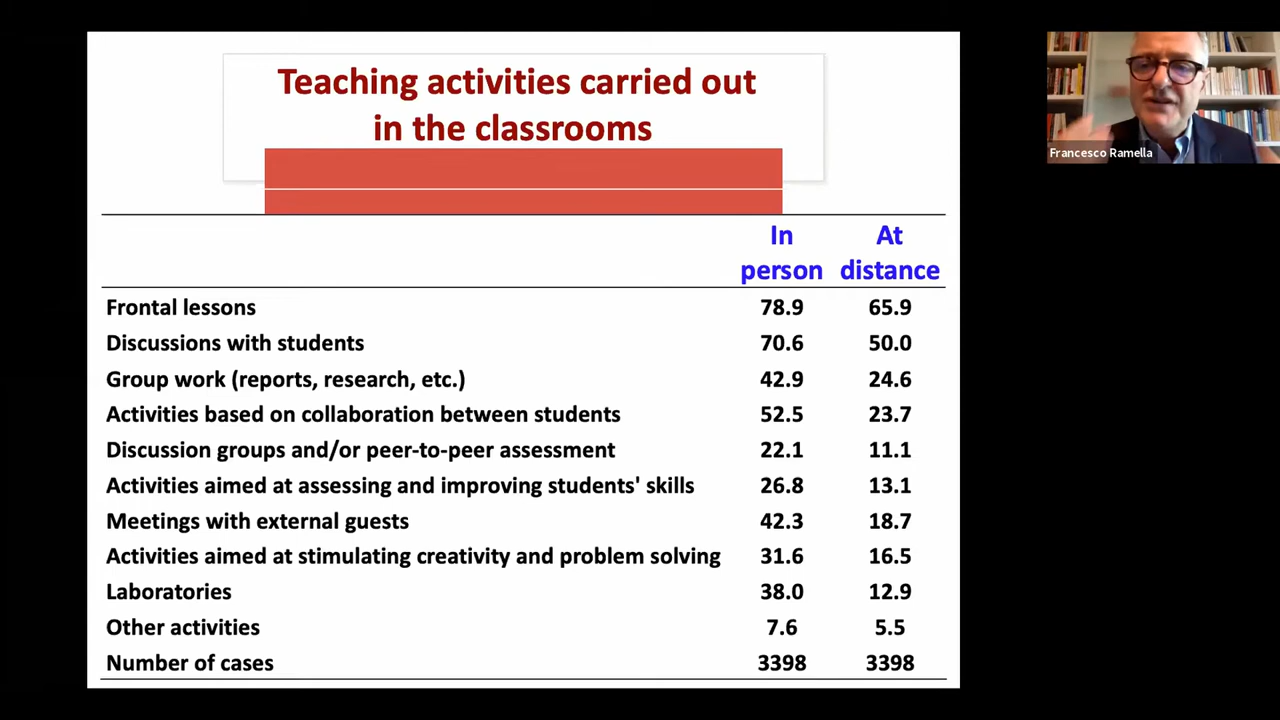 Teaching activities carried out
in the classrooms
In At
person distance
Frontal lessons 78.9 65.9
Discussions with students 70.6 50.0
Group work (reports, research, etc.) 42.9 24.6
Activities based on collaboration between students 52.5 23.7
Discussion groups and/or peer-to-peer assessment 22.1 11.1
Activities aimed at assessing and improving students' skills 26.8 13.1
Meetings with external guests 42.3 18.7
Activities aimed at stimulating creativity and problem solving 31.6 16.5
Laboratories 38.0 12.9
Other activities 7.6 5.5
Number of cases 3398 3398
Francesco Ramella